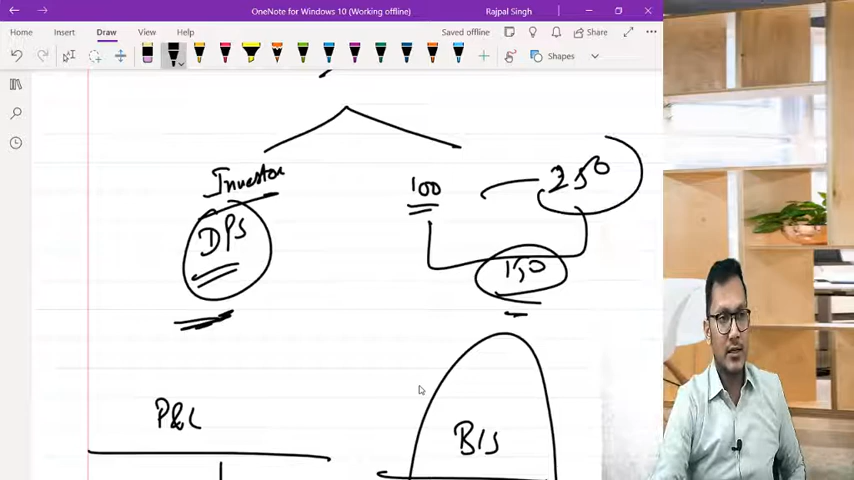 OneNote for Windows 10 (Working offline)
Rajpal Singh
Home Insert Draw View Help
Saved offline
Share
Shapes
Investor
100
250
DPS
150
P&L
B/S